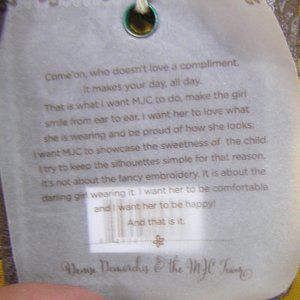 Come on, who doesn't love a compliment.
It makes your day, all day.
That is what I want MJC to do, make the girl
smile from ear to ear. I want her to love what
she is wearing and be proud of how she looks.
I want MJC to showcase the sweetness of the child.
I try to keep the silhouettes simple for that reason.
It's not about the fancy embroidery. It is about the
darling girl wearing it. I want her to be comfortable
and I want her to be happy!
And that is it.
& the MJC Team